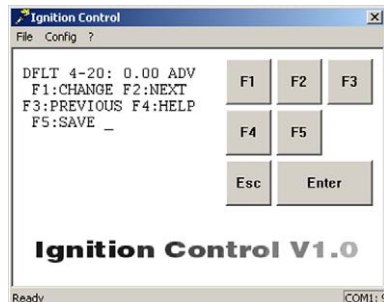 Ignition Control
File Config ?
DFLT 4-20: 0.00 ADV
F1:CHANGE F2:NEXT
F3:PREVIOUS F4:HELP
F5:SAVE _
F1 F2 F3
F4 F5
Esc Enter
Ignition Control V1.0
Ready COM1: